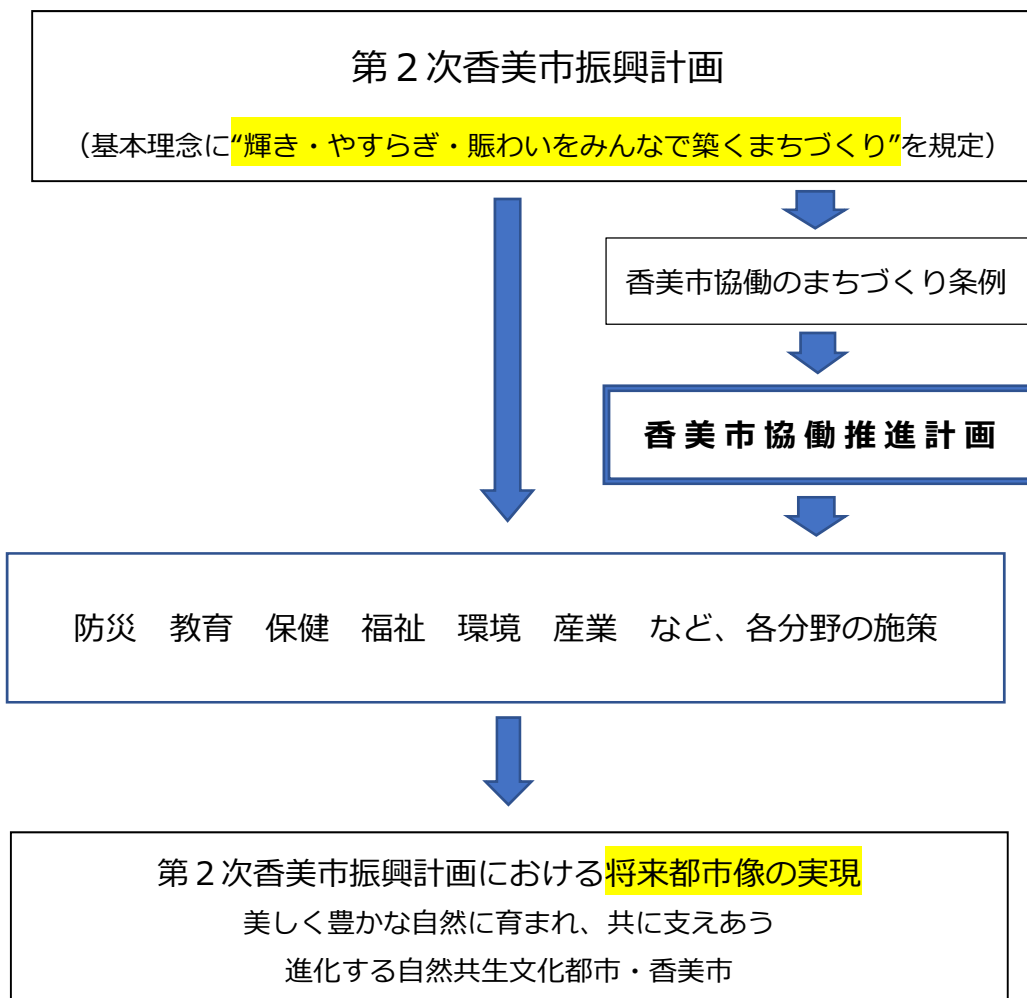 第２次香美市振興計画
（基本理念に“輝き・やすらぎ・賑わいをみんなで築くまちづくり”を規定）
香美市協働のまちづくり条例
香美市協働推進計画
防災　教育　保健　福祉　環境　産業　など、各分野の施策
第２次香美市振興計画における将来都市像の実現
美しく豊かな自然に育まれ、共に支えあう
進化する自然共生文化都市・香美市